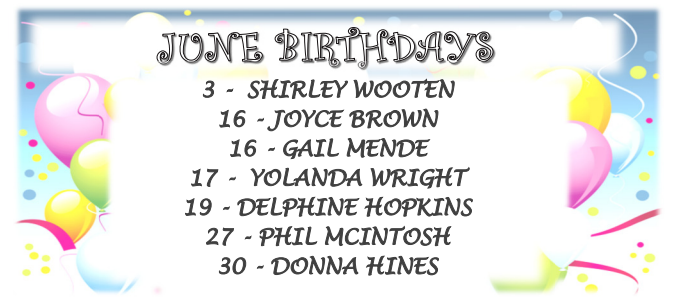 JUNE BIRTHDAYS
3 - SHIRLEY WOOTEN
16 - JOYCE BROWN
16 - GAIL MENDE
17 - YOLANDA WRIGHT
19 - DELPHINE HOPKINS
27 - PHIL MCINTOSH
30 - DONNA HINES